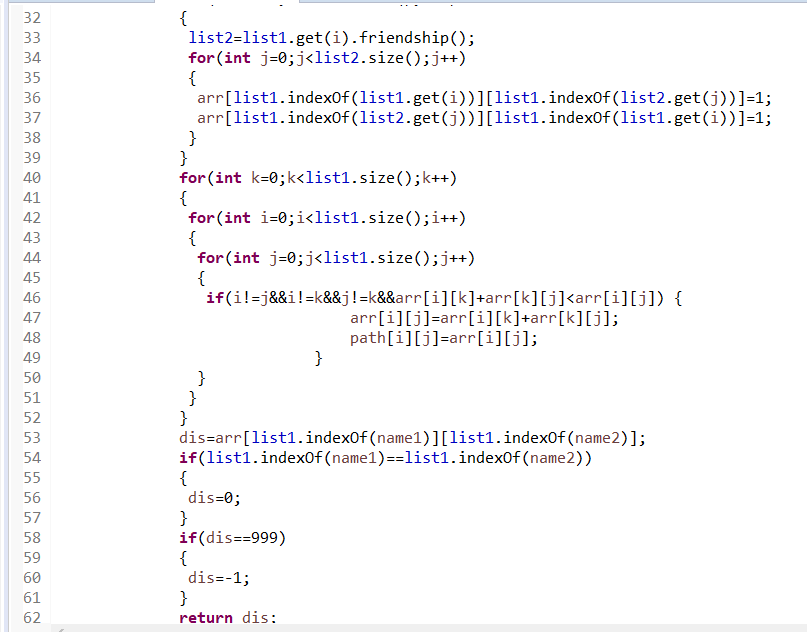 32 {
33 list2=list1.get(i).friendship();
34 for(int j=0;j<list2.size();j++)
35 {
36 arr[list1.indexOf(list1.get(i))][list1.indexOf(list2.get(j))]=1;
37 arr[list1.indexOf(list2.get(j))][list1.indexOf(list1.get(i))]=1;
38 }
39 }
40 for(int k=0;k<list1.size();k++)
41 {
42 for(int i=0;i<list1.size();i++)
43 {
44 for(int j=0;j<list1.size();j++)
45 {
46 if(i!=j&&i!=k&&j!=k&&arr[i][k]+arr[k][j]<arr[i][j]) {
47 arr[i][j]=arr[i][k]+arr[k][j];
48 path[i][j]=arr[i][j];
49 }
50 }
51 }
52 }
53 dis=arr[list1.indexOf(name1)][list1.indexOf(name2)];
54 if(list1.indexOf(name1)==list1.indexOf(name2))
55 {
56 dis=0;
57 }
58 if(dis==999)
59 {
60 dis=-1;
61 }
62 return dis;